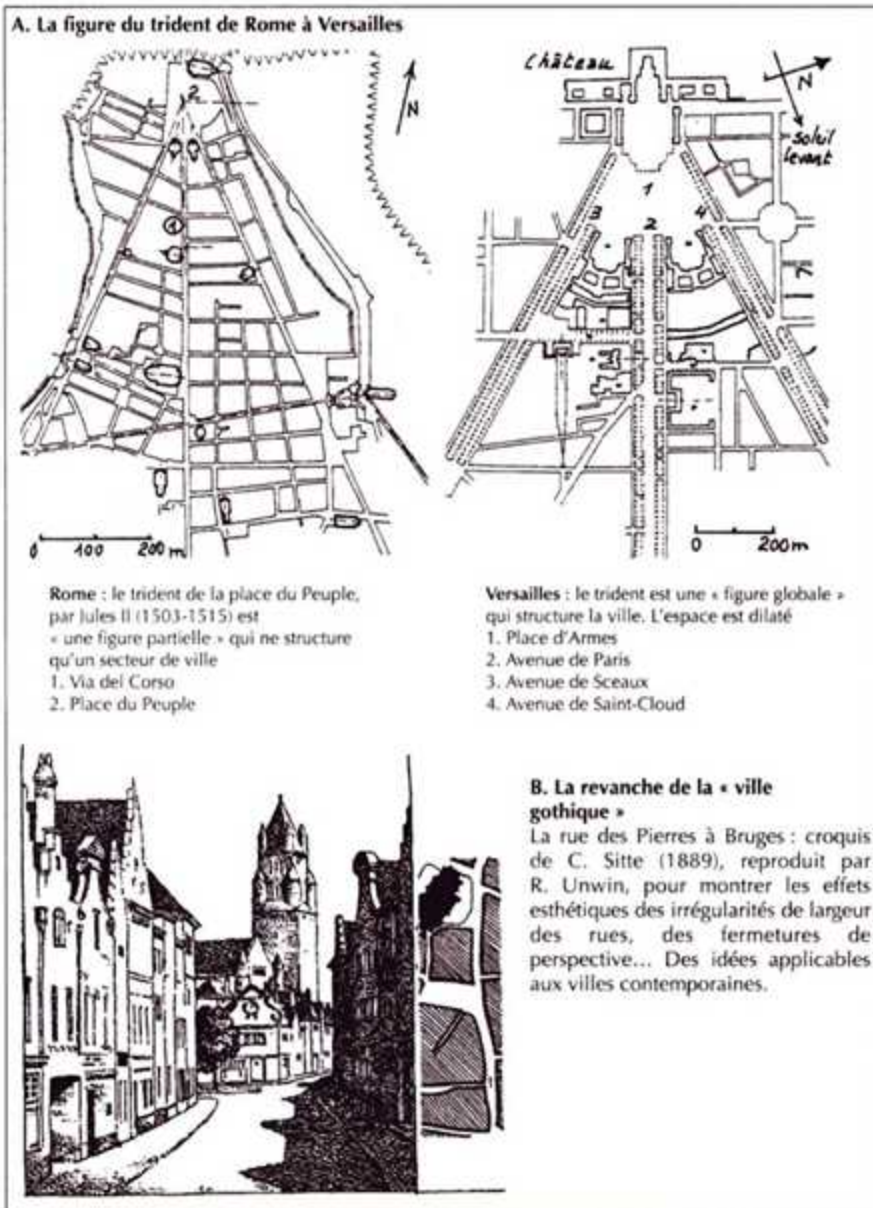 A. La figure du trident de Rome à Versailles
2
N
1
0 100 200 m
Château
N
soleil
levant
1
3
2
4
0 200 m
Rome : le trident de la place du Peuple,
par Jules II (1503-1515) est
« une figure partielle » qui ne structure
qu'un secteur de ville
1. Via del Corso
2. Place du Peuple
Versailles : le trident est une « figure globale »
qui structure la ville. L'espace est dilaté
1. Place d'Armes
2. Avenue de Paris
3. Avenue de Sceaux
4. Avenue de Saint-Cloud
B. La revanche de la « ville
gothique »
La rue des Pierres à Bruges : croquis
de C. Sitte (1889), reproduit par
R. Unwin, pour montrer les effets
esthétiques des irrégularités de largeur
des rues, des fermetures de
perspective... Des idées applicables
aux villes contemporaines.